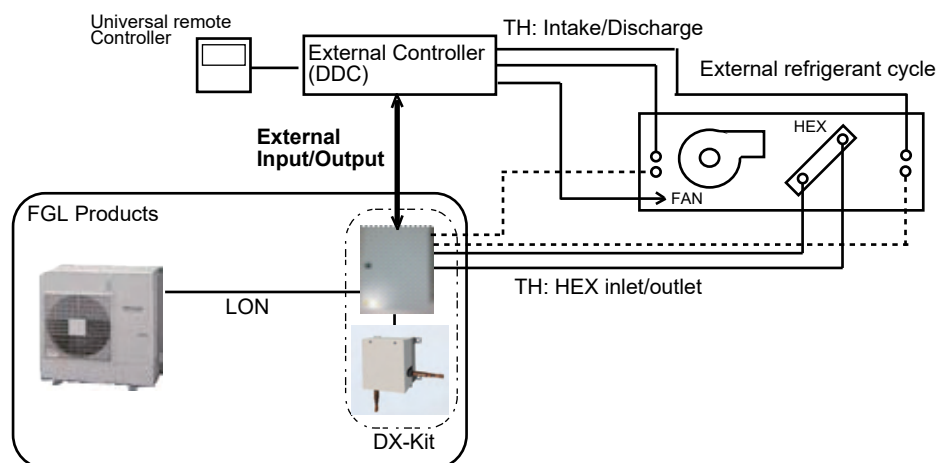 Universal remote
Controller
External Controller
(DDC)
TH: Intake/Discharge
External refrigerant cycle
HEX
FAN
External
Input/Output
FGL Products
LON
TH: HEX inlet/outlet
DX-Kit